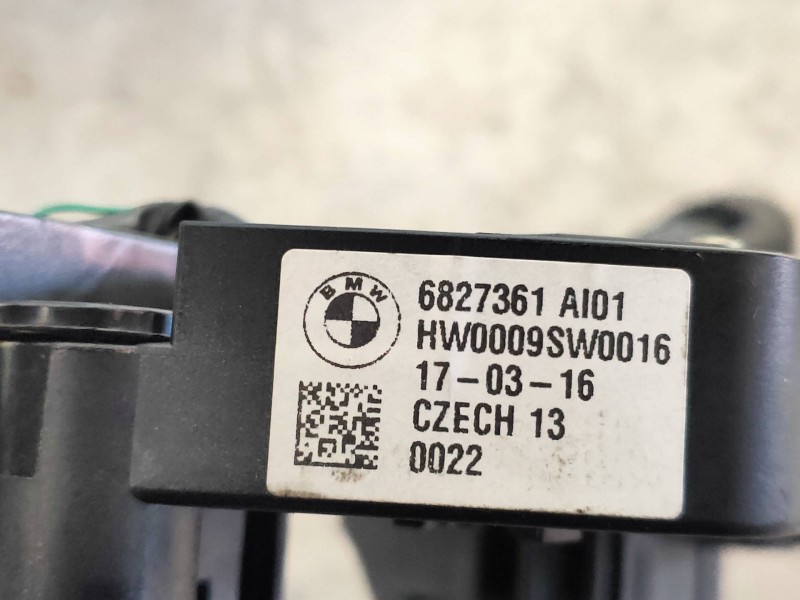 BMW
6827361 AI01
HW0009SW0016
17-03-16
CZECH 13
0022